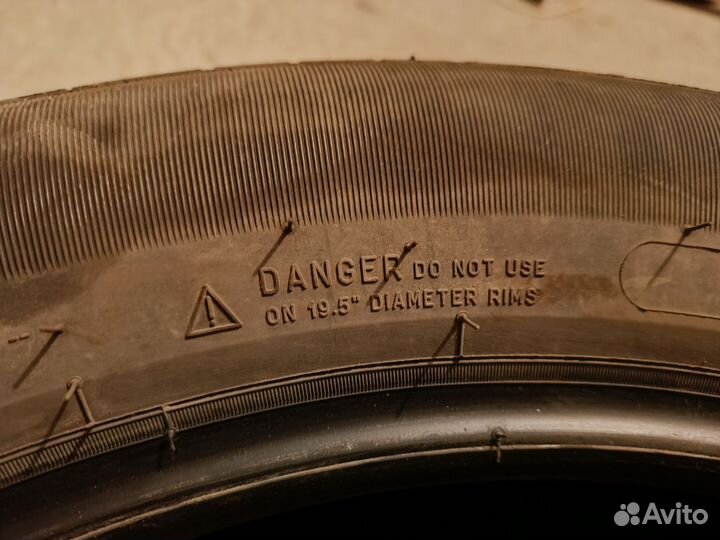 DANGER DO NOT USE
ON 19.5" DIAMETER RIMS
Avito